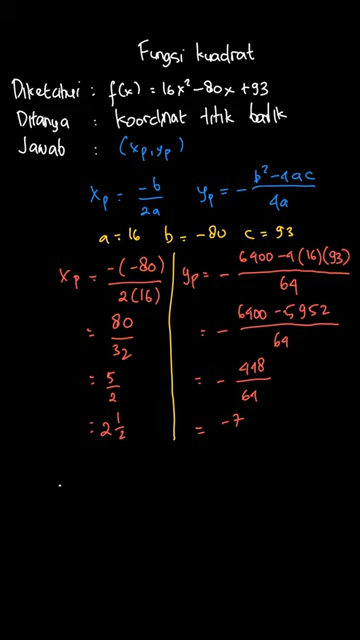 Fungsi Kuadrat
Diketahui : f(x) = 16x² - 80x + 93
Ditanya : koordinat titik balik
Jawab : (xp, yp)
xp = -b/2a yp = - (b² - 4ac)/4a
a = 16 b = -80 c = 93
xp = -(-80)/2(16)
= 80/32
= 5/2
= 2 1/2
yp = - (6400 - 4(16)(93))/64
= - (6400 - 5952)/64
= - 448/64
= -7